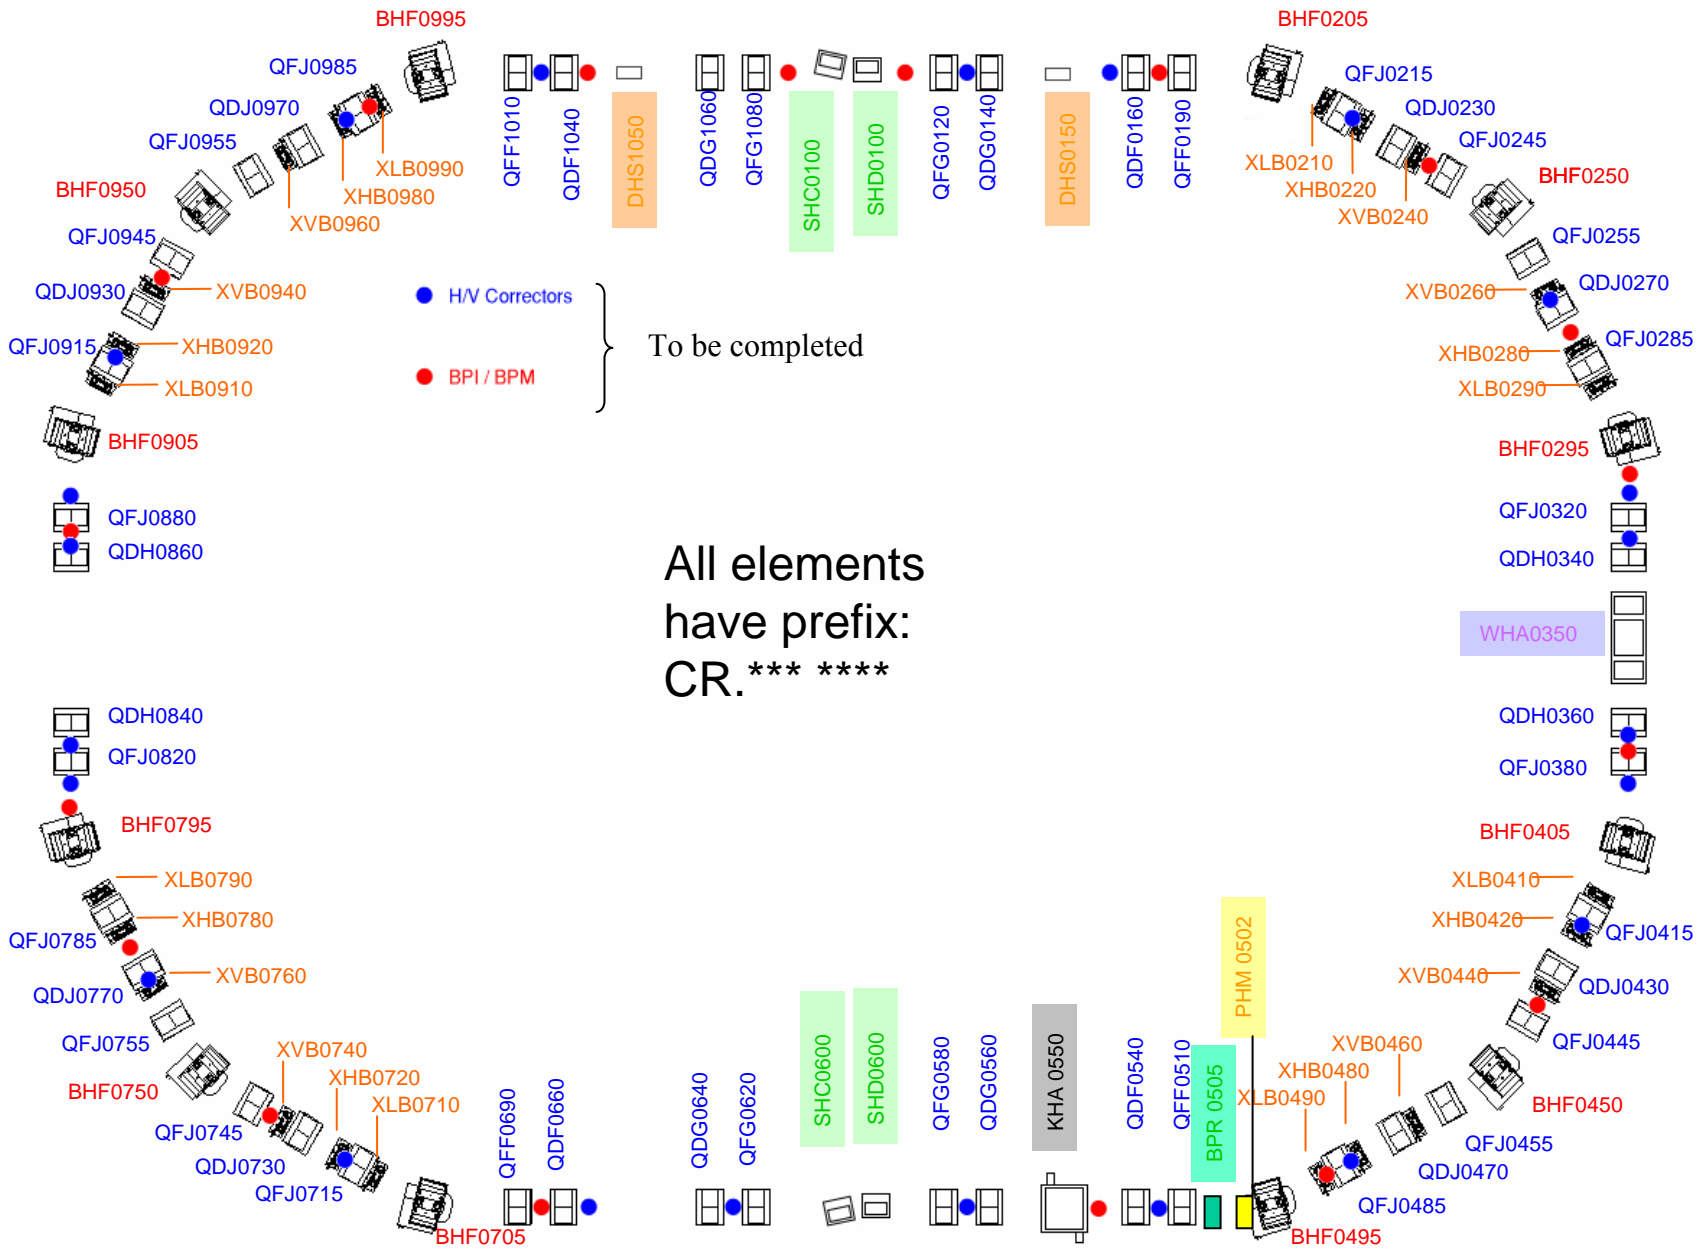 BHF0995
BHF0205
QFJ0985
QDJ0970
QFJ0955
XLB0990
XHB0980
XVB0960
BHF0950
QFF1010
QDF1040
DHS1050
QDG1060
QFG1080
SHC0100
SHD0100
QFG0120
QDG0140
DHS0150
QDF0160
QFF0190
QFJ0215
QDJ0230
QFJ0245
XLB0210
XHB0220
XVB0240
BHF0250
QFJ0945
QDJ0930
XVB0940
QFJ0915
XHB0920
XLB0910
BHF0905
H/V Correctors
BPI / BPM
To be completed
QFJ0255
XVB0260
QDJ0270
XHB0280
QFJ0285
XLB0290
BHF0295
QFJ0880
QDH0860
QFJ0320
QDH0340
All elements
have prefix:
CR.*** ****
WHA0350
QDH0840
QFJ0820
QDH0360
QFJ0380
BHF0795
BHF0405
XLB0790
XHB0780
QFJ0785
XVB0760
QDJ0770
QFJ0755
BHF0750
XLB0410
XHB0420
QFJ0415
XVB0440
QDJ0430
QFJ0445
BHF0450
XVB0740
XHB0720
XLB0710
QFJ0745
QDJ0730
QFJ0715
BHF0705
QFF0690
QDF0660
QDG0640
QFG0620
SHC0600
SHD0600
QFG0580
QDG0560
KHA 0550
QDF0540
QFF0510
BPR 0505
PHM 0502
XVB0460
XHB0480
XLB0490
QFJ0455
QDJ0470
QFJ0485
BHF0495